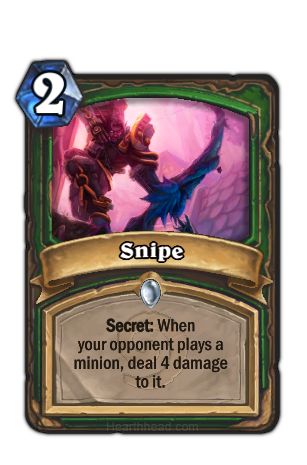 2
Snipe
Secret: When
your opponent plays a
minion, deal 4 damage
to it.
Hearthhead.com